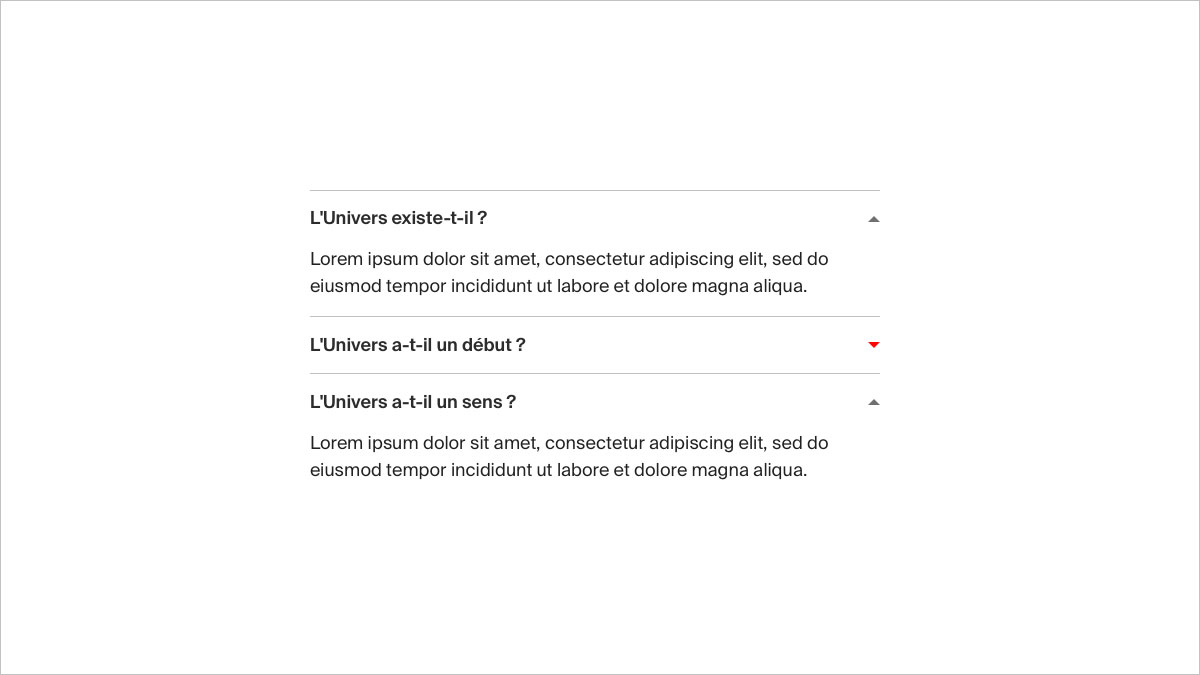 L'Univers existe-t-il ?
Lorem ipsum dolor sit amet, consectetur adipiscing elit, sed do
eiusmod tempor incididunt ut labore et dolore magna aliqua.
L'Univers a-t-il un début ?
L'Univers a-t-il un sens ?
Lorem ipsum dolor sit amet, consectetur adipiscing elit, sed do
eiusmod tempor incididunt ut labore et dolore magna aliqua.